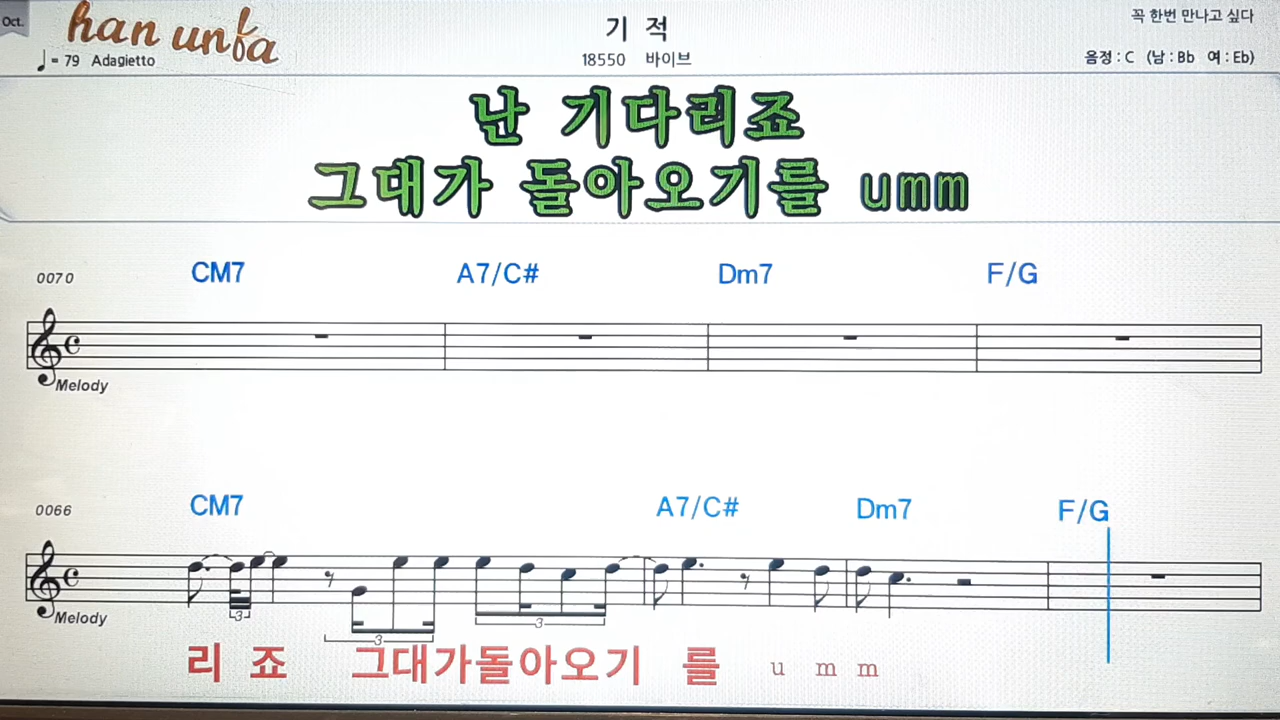 Oct.
han unfa
기 적
꼭 한번 만나고 싶다
♩= 79 Adagietto
18550 바이브
음정 : C (남 : Bb 여 : Eb)
난 기다리죠
그대가 돌아오기를 umm
0070 CM7 A7/C# Dm7 F/G
Melody
0066 CM7 A7/C# Dm7 F/G
Melody
3 3 3
리 죠 그대가돌아오기 를 u m m